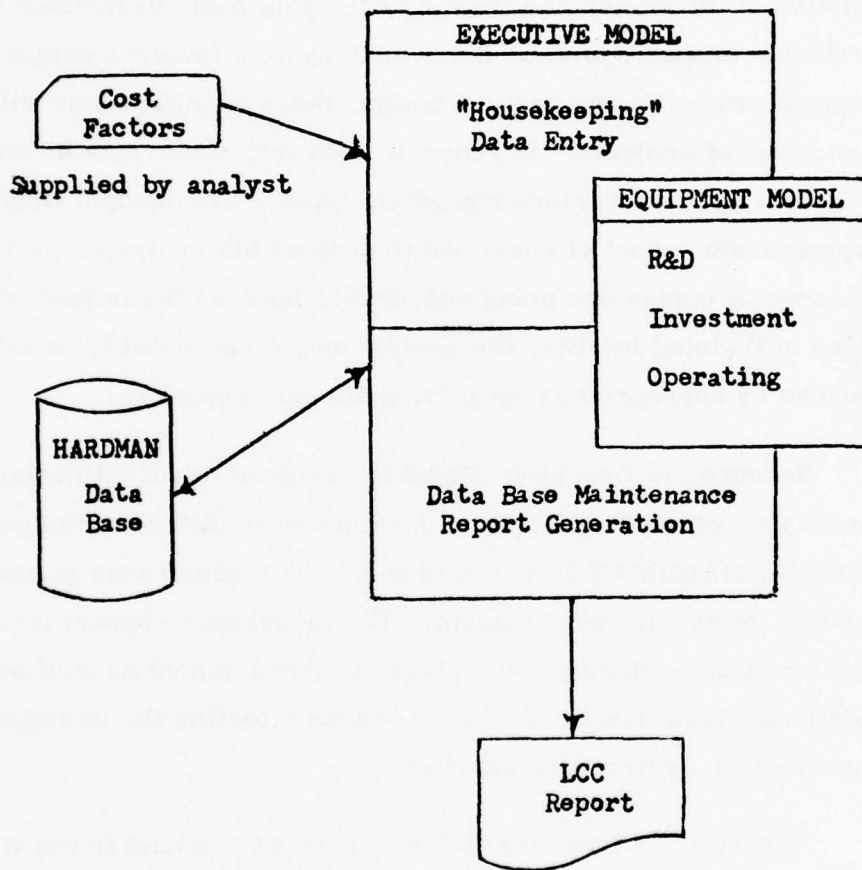 EXECUTIVE MODEL
Cost
Factors
"Housekeeping"
Data Entry
Supplied by analyst
EQUIPMENT MODEL
R&D
Investment
Operating
HARDMAN
Data
Base
Data Base Maintenance
Report Generation
LCC
Report